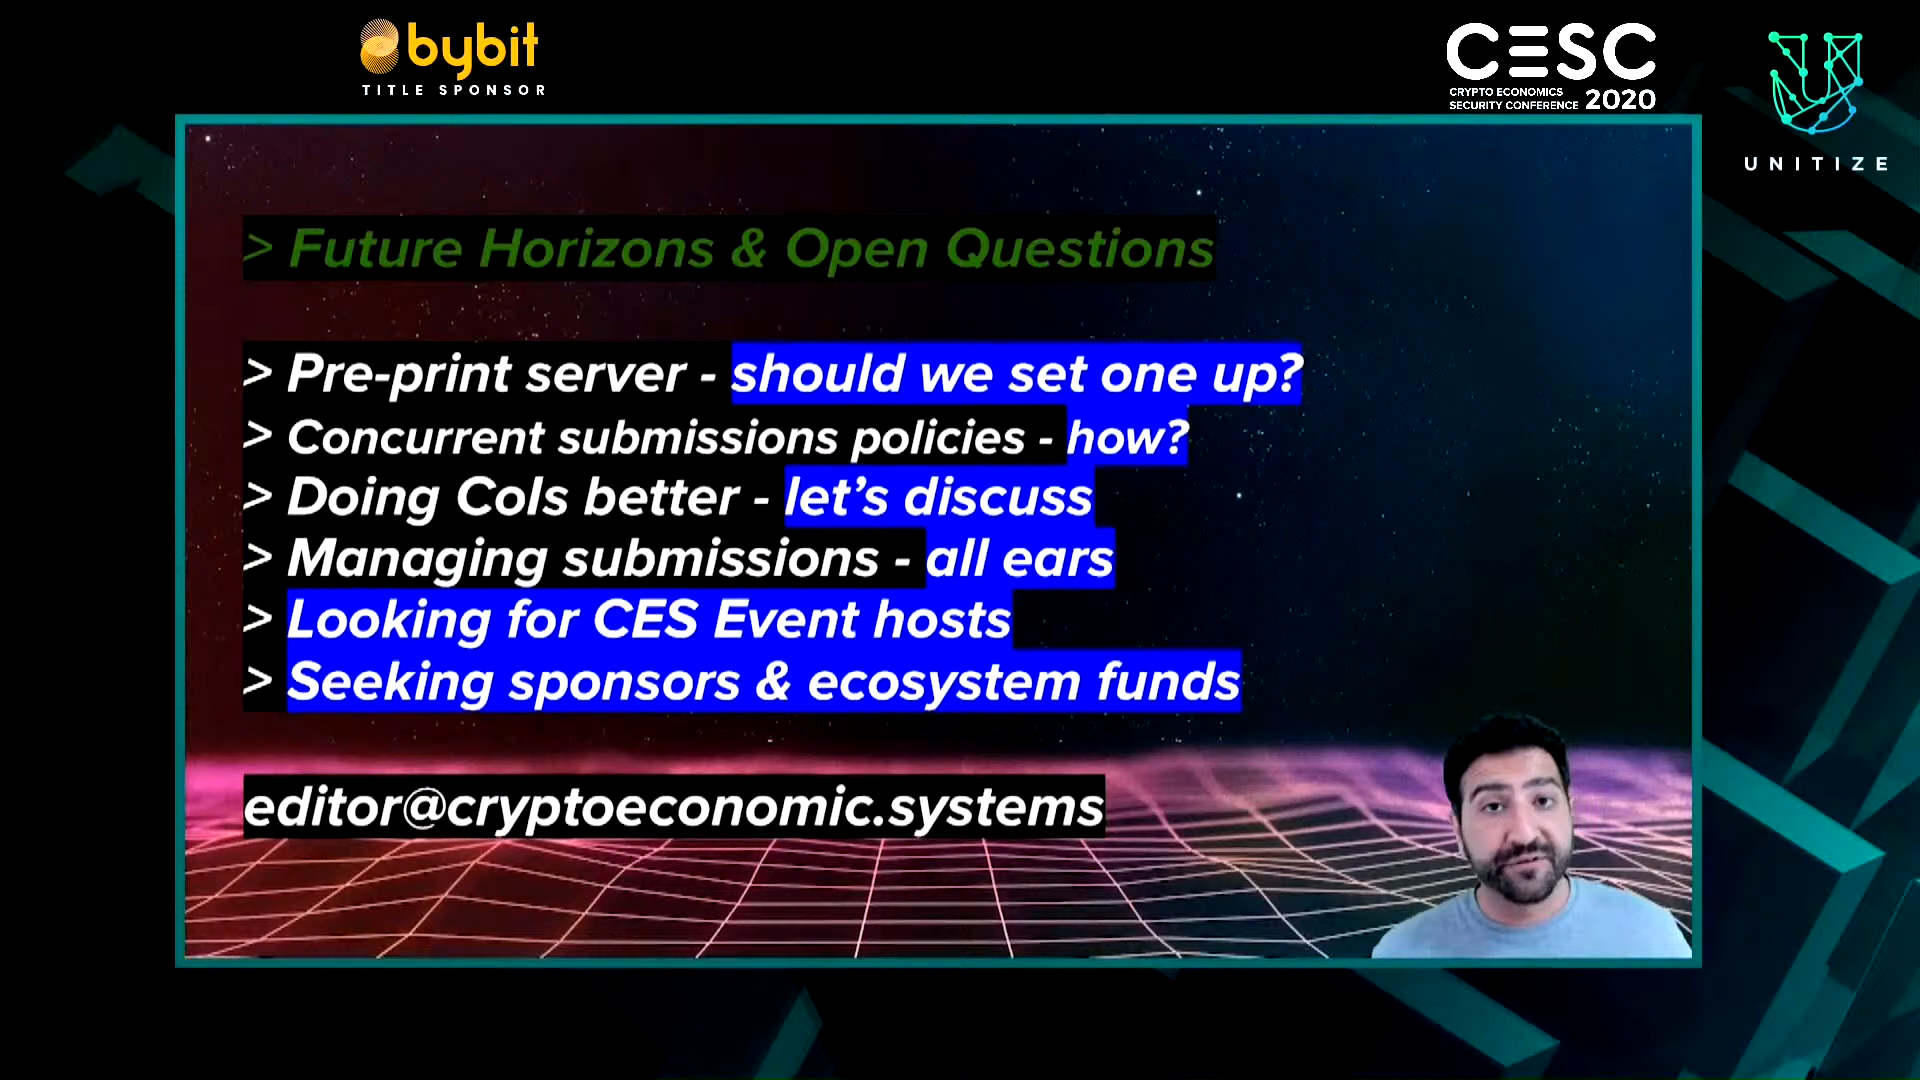 bybit
TITLE SPONSOR
CESC
CRYPTO ECONOMICS
SECURITY CONFERENCE 2020
UNITIZE
> Future Horizons & Open Questions
> Pre-print server - should we set one up?
> Concurrent submissions policies - how?
> Doing CoIs better - let’s discuss
> Managing submissions - all ears
> Looking for CES Event hosts
> Seeking sponsors & ecosystem funds
editor@cryptoeconomic.systems